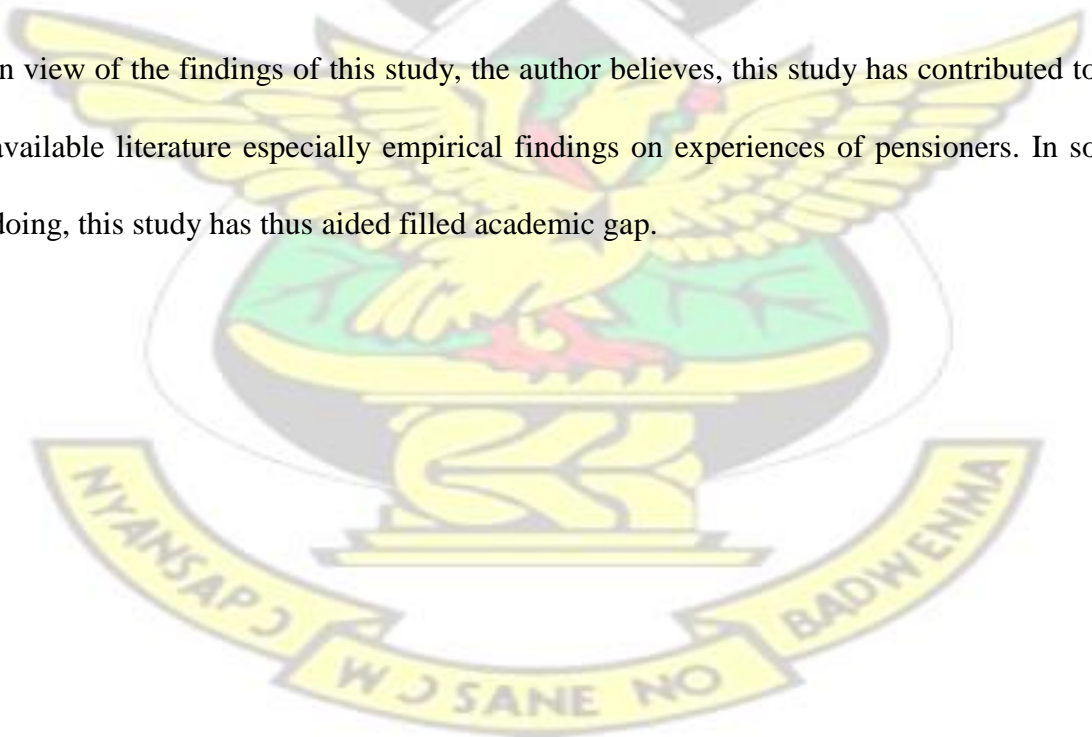 n view of the findings of this study, the author believes, this study has contributed to
available literature especially empirical findings on experiences of pensioners. In so
doing, this study has thus aided filled academic gap.
NYANSAPƆ
WƆSANE NO
BADWENMA